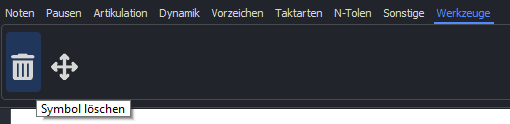 Noten Pausen Artikulation Dynamik Vorzeichen Taktarten N-Tolen Sonstige Werkzeuge
Symbol löschen